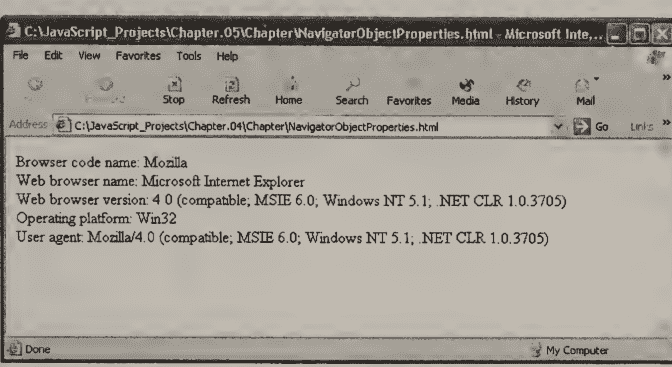 C:\JavaScript_Projects\Chapter.05\Chapter\NavigatorObjectProperties.html - Microsoft Inte,...
File Edit View Favorites Tools Help
Stop Refresh Home Search Favorites Media History Mail
Address C:\JavaScript_Projects\Chapter.04\Chapter\NavigatorObjectProperties.html Go Links
Browser code name: Mozilla
Web browser name: Microsoft Internet Explorer
Web browser version: 4.0 (compatible; MSIE 6.0; Windows NT 5.1; .NET CLR 1.0.3705)
Operating platform: Win32
User agent: Mozilla/4.0 (compatible; MSIE 6.0; Windows NT 5.1; .NET CLR 1.0.3705)
Done My Computer